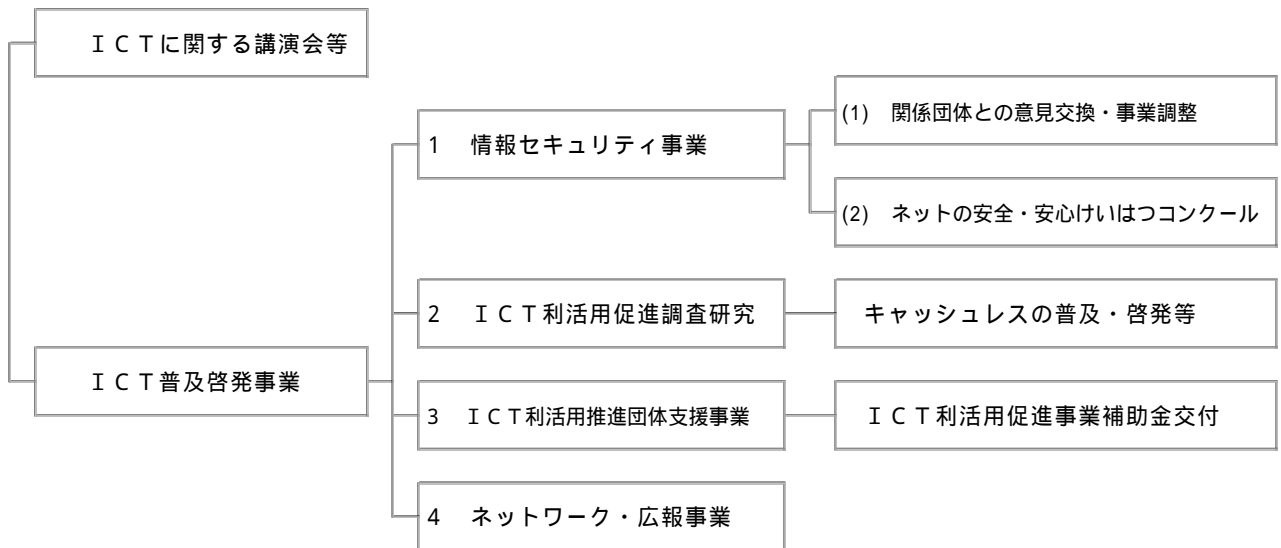 ＩＣＴに関する講演会等
ＩＣＴ普及啓発事業
1　情報セキュリティ事業
(1)　関係団体との意見交換・事業調整
(2)　ネットの安全・安心けいはつコンクール
2　ＩＣＴ利活用促進調査研究
キャッシュレスの普及・啓発等
3　ＩＣＴ利活用推進団体支援事業
ＩＣＴ利活用促進事業補助金交付
4　ネットワーク・広報事業